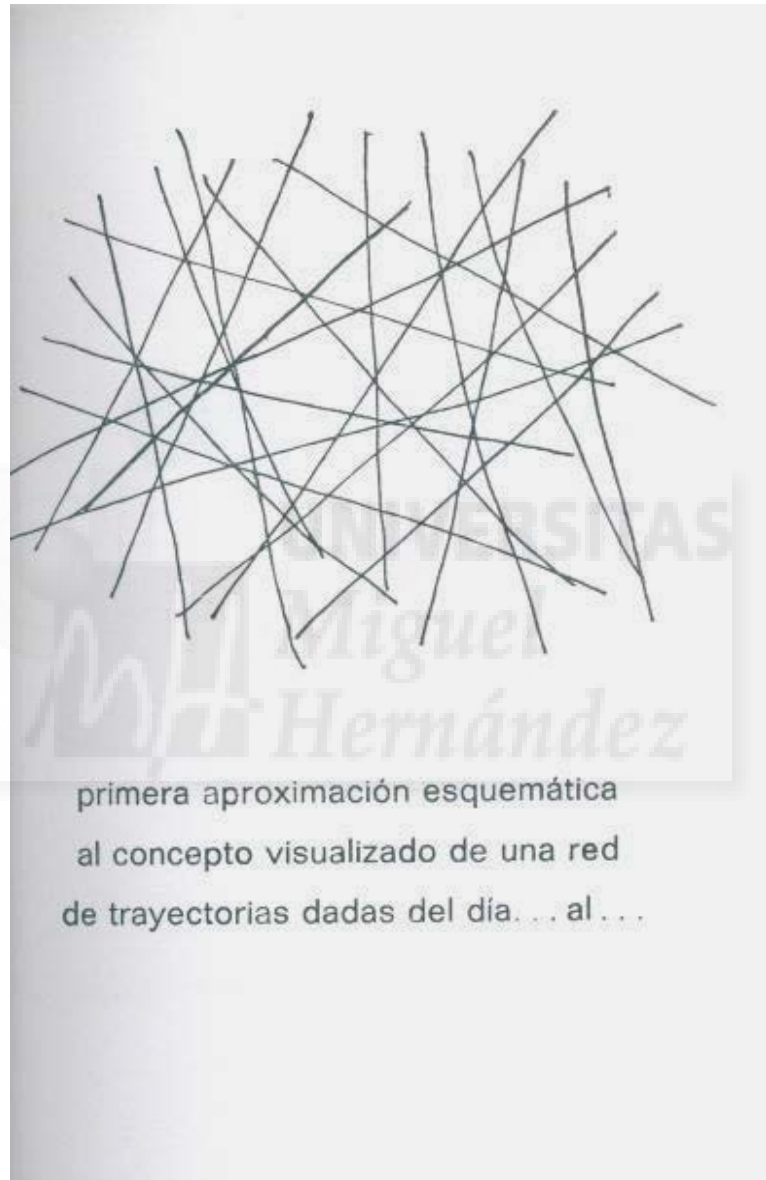 UNIVERSITAS
Miguel
Hernández
primera aproximación esquemática
al concepto visualizado de una red
de trayectorias dadas del día. . . al . . .